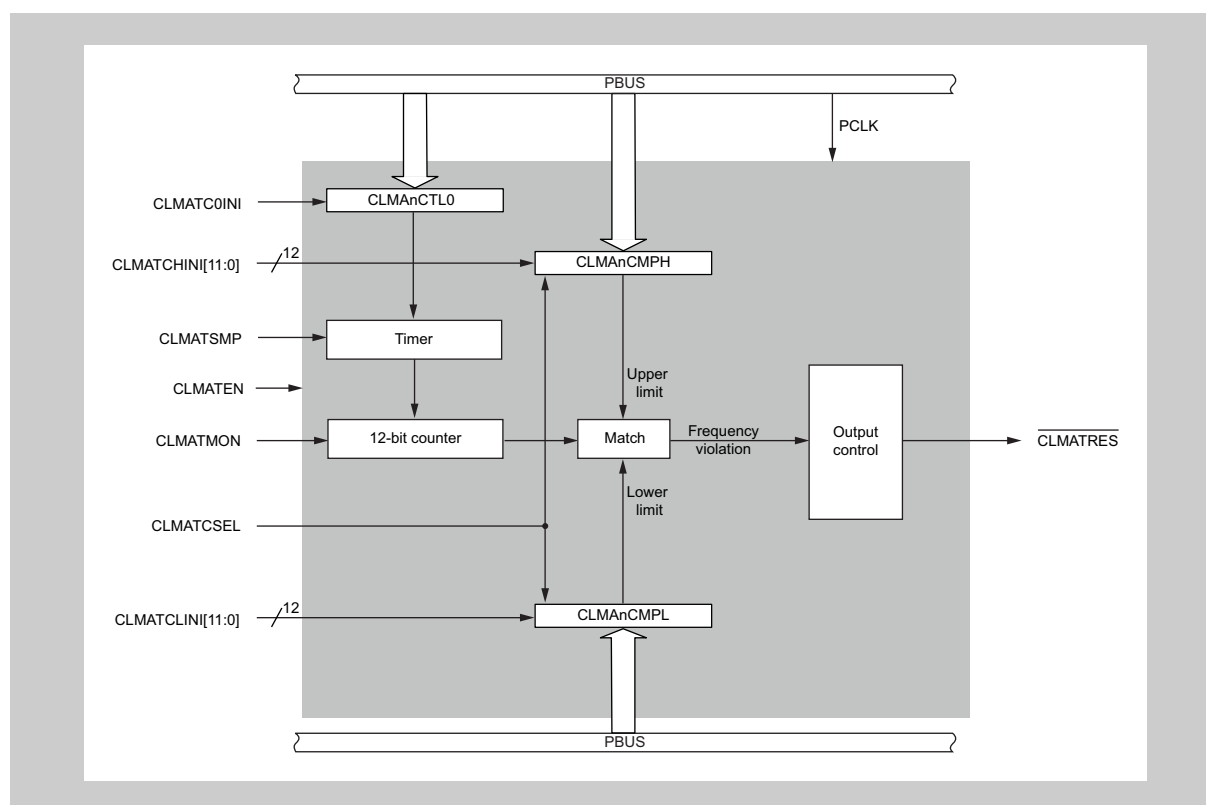 PBUS
PCLK
CLMATC0INI
CLMAnCTL0
CLMATCHINI[11:0]
12
CLMAnCMPH
CLMATSMP
Timer
CLMATEN
Upper
limit
CLMATMON
12-bit counter
Match
Frequency
violation
Output
control
CLMATRES
Lower
limit
CLMATCSEL
CLMATCLINI[11:0]
12
CLMAnCMPL
PBUS